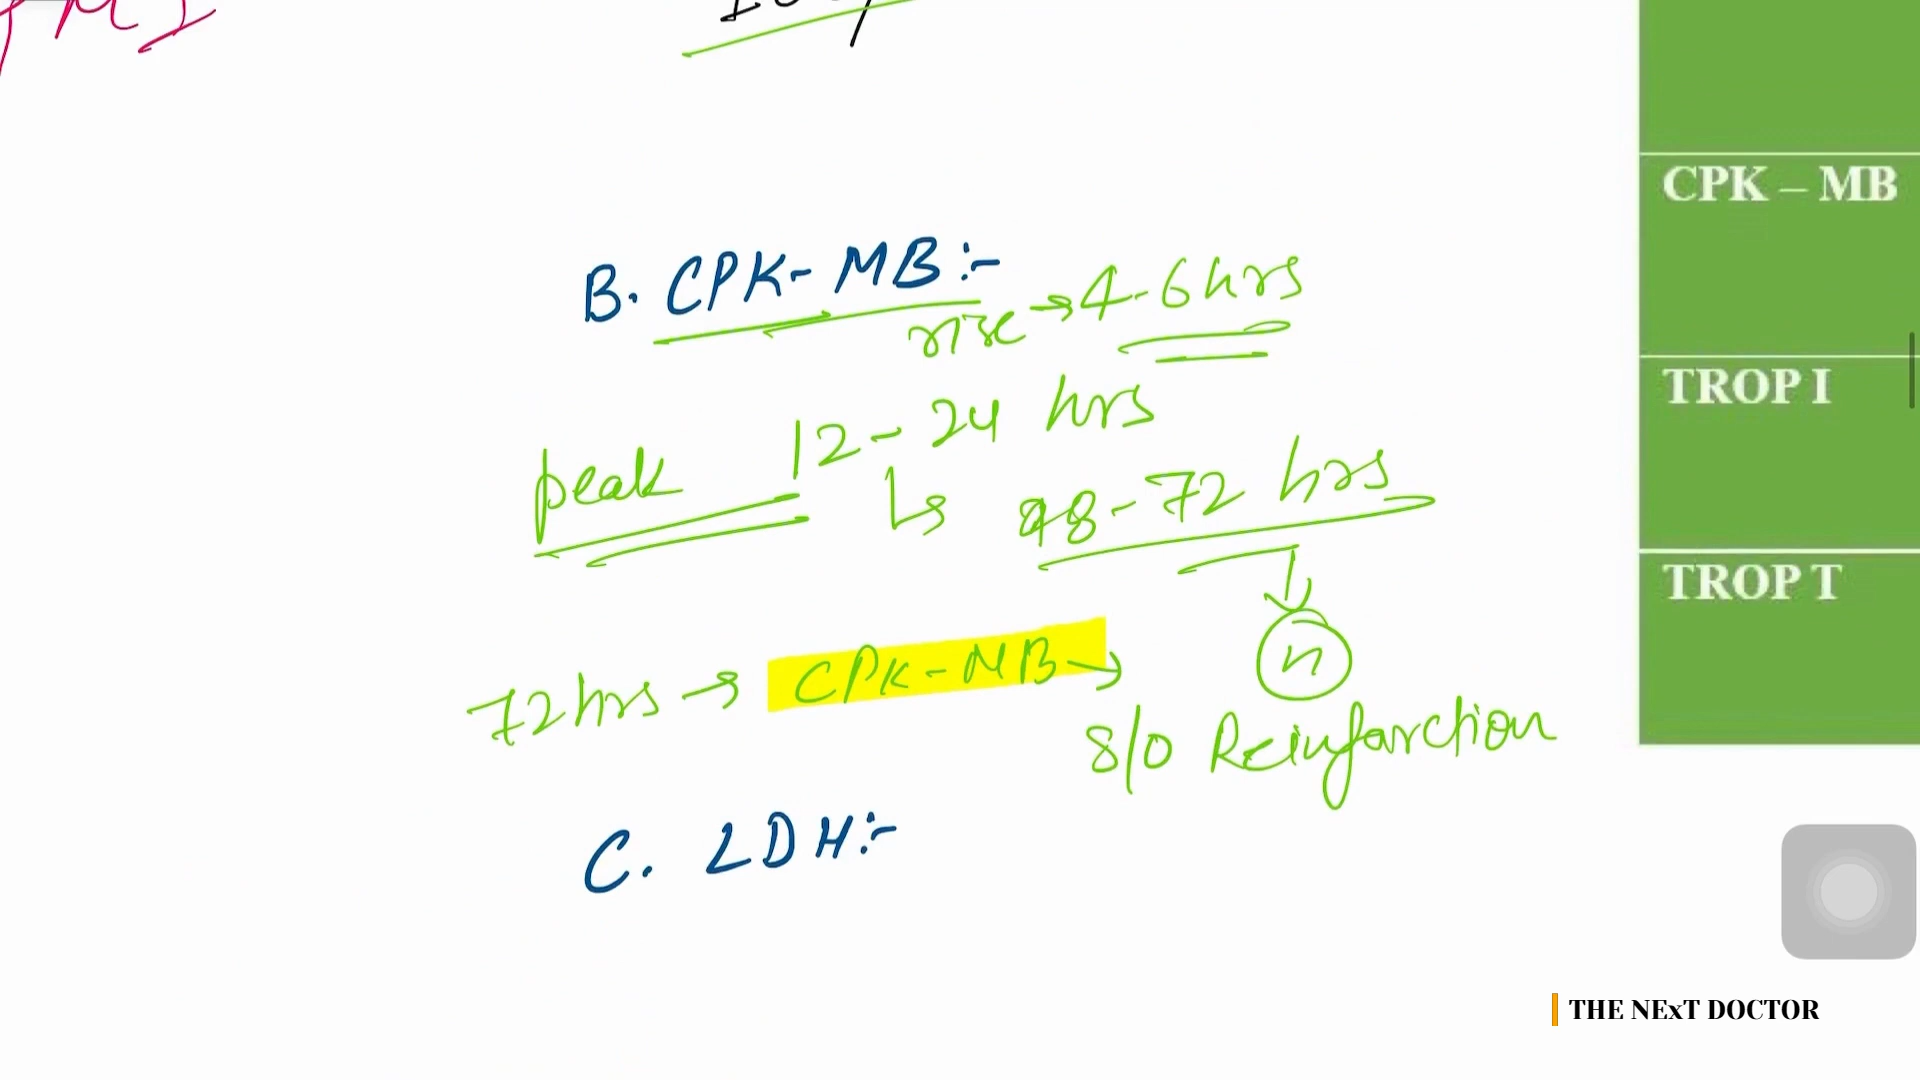 B. CPK-MB:-
rise → 4-6 hrs
peak 12-24 hrs
↳ 48-72 hrs
n
72 hrs → CPK-MB →
s/o Reinfarction
C. LDH:-
CPK – MB
TROP I
TROP T
THE NExT DOCTOR